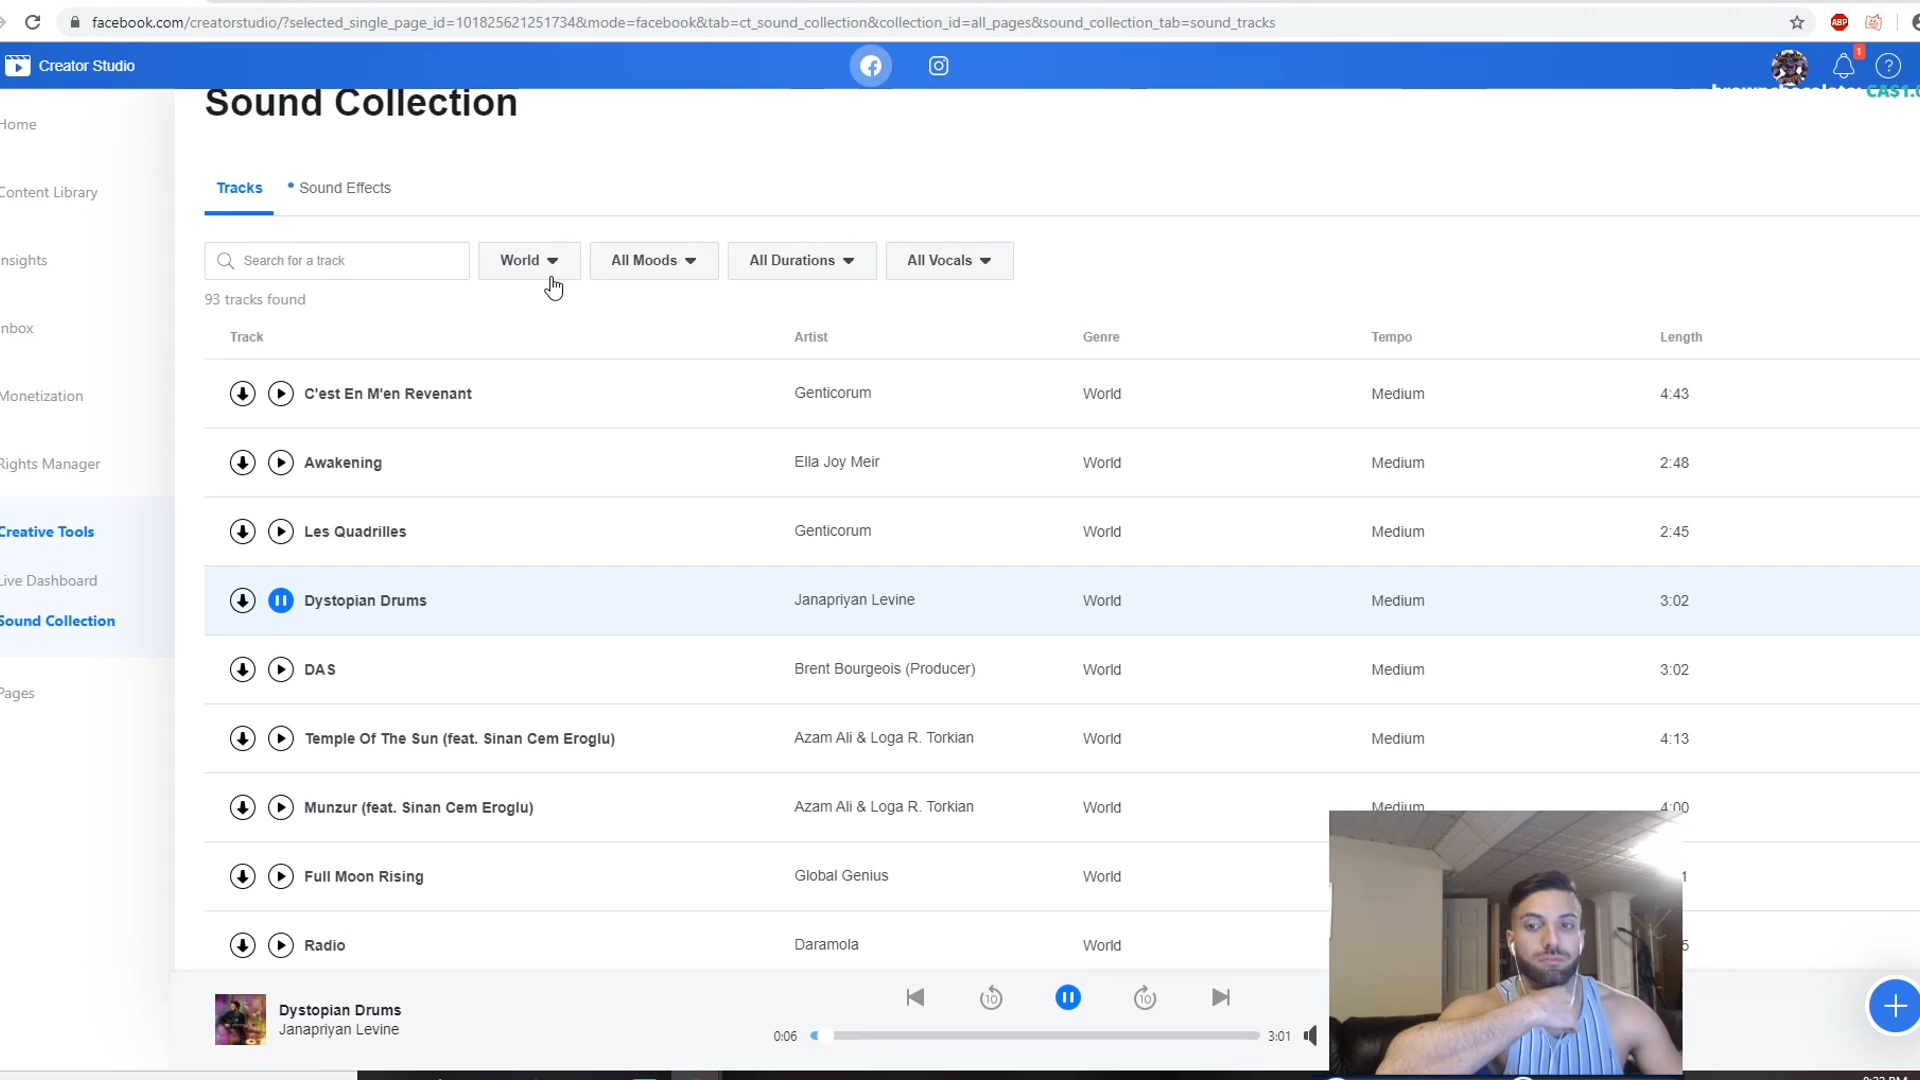 facebook.com/creatorstudio/?selected_single_page_id=101825621251734&mode=facebook&tab=ct_sound_collection&collection_id=all_pages&sound_collection_tab=sound_tracks
ABP
Creator Studio
1
?
CA$1.0
Sound Collection
Home
Content Library
Insights
Inbox
Monetization
Rights Manager
Creative Tools
Live Dashboard
Sound Collection
Pages
Tracks
Sound Effects
Search for a track
World
All Moods
All Durations
All Vocals
93 tracks found
Track Artist Genre Tempo Length
C'est En M'en Revenant Genticorum World Medium 4:43
Awakening Ella Joy Meir World Medium 2:48
Les Quadrilles Genticorum World Medium 2:45
Dystopian Drums Janapriyan Levine World Medium 3:02
DAS Brent Bourgeois (Producer) World Medium 3:02
Temple Of The Sun (feat. Sinan Cem Eroglu) Azam Ali & Loga R. Torkian World Medium 4:13
Munzur (feat. Sinan Cem Eroglu) Azam Ali & Loga R. Torkian World Medium 4:00
Full Moon Rising Global Genius World
Radio Daramola World
Dystopian Drums
Janapriyan Levine
10
10
0:06
3:01